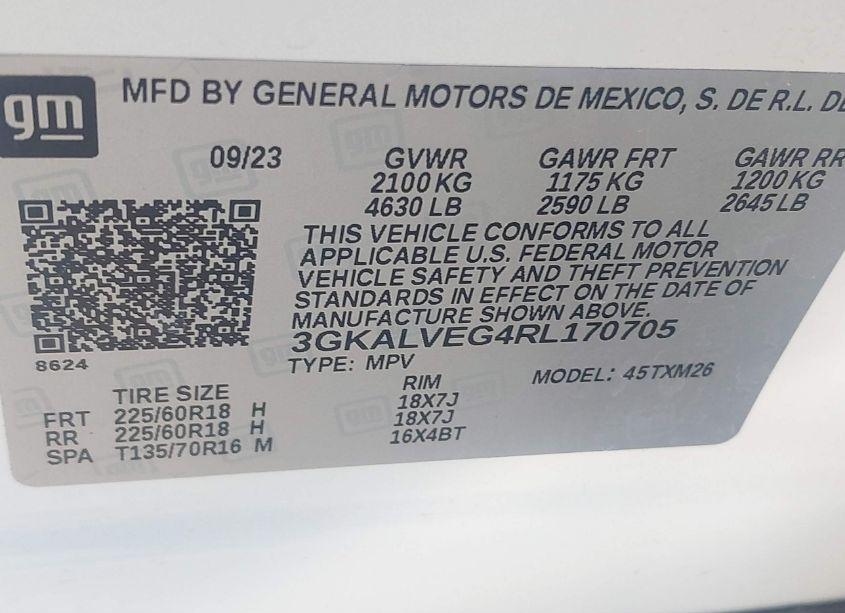 gm
MFD BY GENERAL MOTORS DE MEXICO, S. DE R.L. DE
09/23 GVWR GAWR FRT GAWR RR
2100 KG 1175 KG 1200 KG
4630 LB 2590 LB 2645 LB
THIS VEHICLE CONFORMS TO ALL
APPLICABLE U.S. FEDERAL MOTOR
VEHICLE SAFETY AND THEFT PREVENTION
STANDARDS IN EFFECT ON THE DATE OF
MANUFACTURE SHOWN ABOVE.
3GKALVEG4RL170705
8624
TYPE: MPV MODEL: 45TXM26
TIRE SIZE RIM
FRT 225/60R18 H 18X7J
RR 225/60R18 H 18X7J
SPA T135/70R16 M 16X4BT